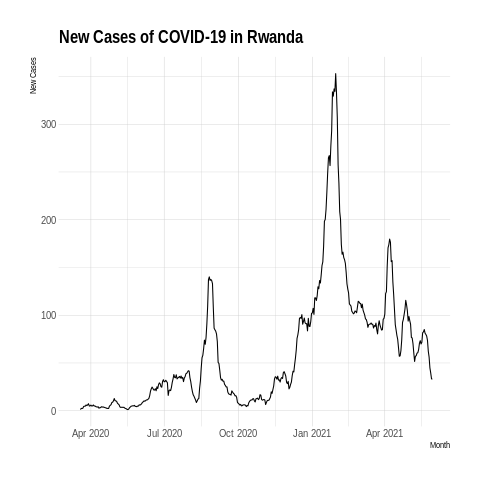 New Cases of COVID-19 in Rwanda
New Cases
300
200
100
0
Apr 2020 Jul 2020 Oct 2020 Jan 2021 Apr 2021
Month